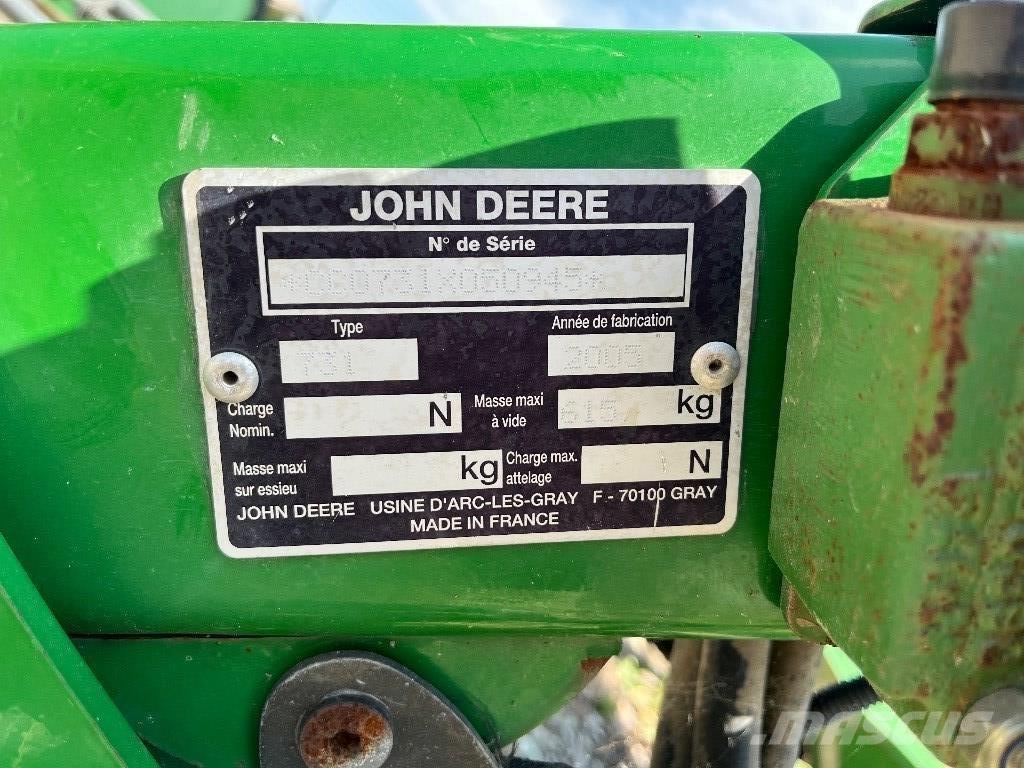 JOHN DEERE
N° de Série
Type
Année de fabrication
731
2005
Charge Nomin.
N
Masse maxi à vide
615
kg
Masse maxi sur essieu
kg
Charge max. attelage
N
JOHN DEERE USINE D'ARC-LES-GRAY F - 70100 GRAY
MADE IN FRANCE
MASCUS